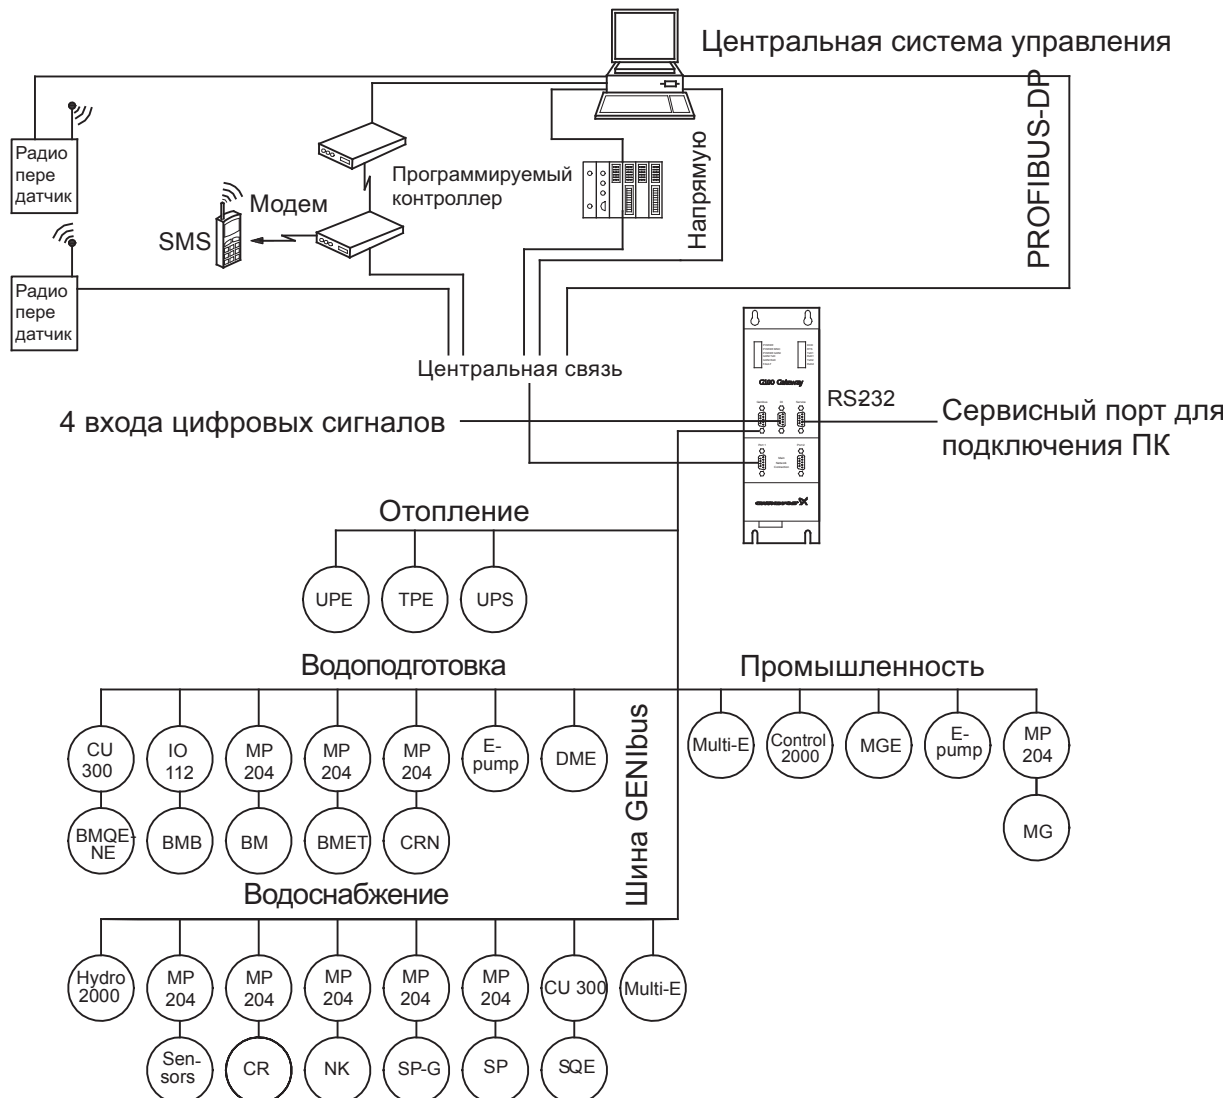 Центральная система управления
PROFIBUS-DP
Напрямую
Радио
пере
датчик
Программируемый
контроллер
Модем
SMS
Радио
пере
датчик
Центральная связь
G100 Gateway
RS-232
4 входа цифровых сигналов
Сервисный порт для
подключения ПК
Отопление
UPE
TPE
UPS
Водоподготовка
Промышленность
Шина GENIbus
CU
300
IO
112
MP
204
MP
204
MP
204
E-
pump
DME
Multi-E
Control
2000
MGE
E-
pump
MP
204
BMQE-
NE
BMB
BM
BMET
CRN
MG
Водоснабжение
Hydro
2000
MP
204
MP
204
MP
204
MP
204
MP
204
CU 300
Multi-E
Sen-
sors
CR
NK
SP-G
SP
SQE